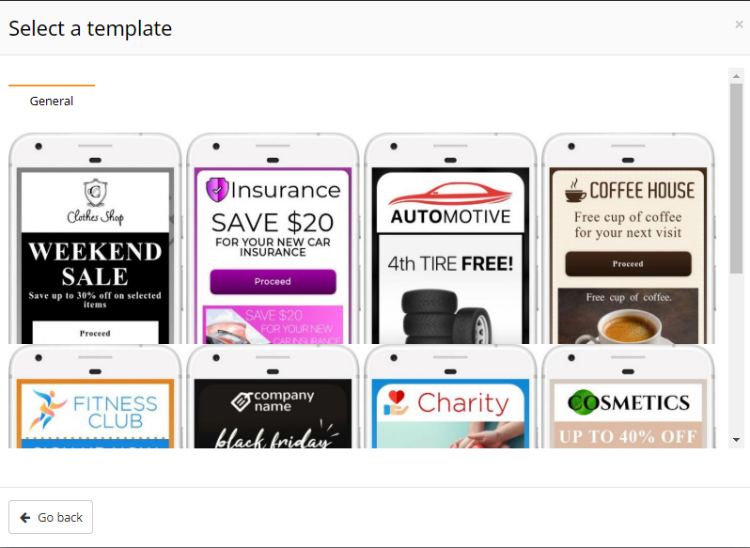 Select a template
×
General
C
Clothes Shop
WEEKEND
SALE
Save up to 30% off on selected
items
Proceed
Insurance
SAVE $20
FOR YOUR NEW CAR
INSURANCE
Proceed
SAVE $20
FOR YOUR NEW
CAR INSURANCE
AUTOMOTIVE
4th TIRE FREE!
COFFEE HOUSE
Free cup of coffee
for your next visit
Proceed
Free cup of coffee.
FITNESS
CLUB
company
name
black friday
Charity
COSMETICS
UP TO 40% OFF
Go back